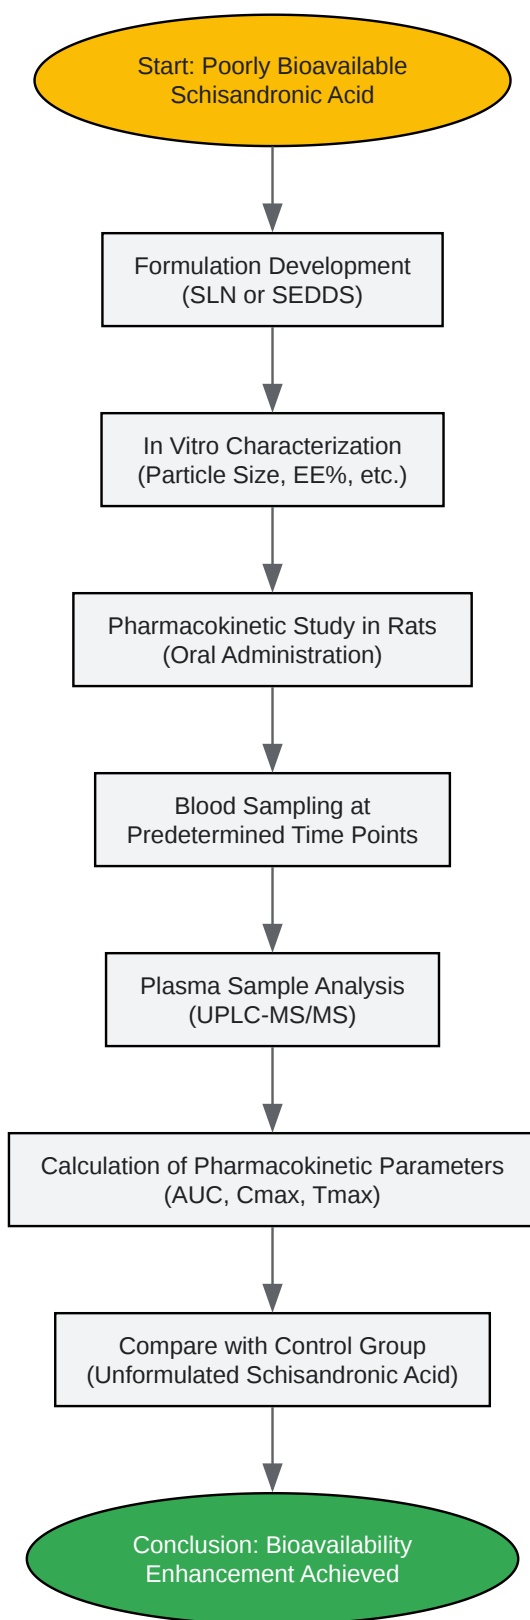 Start: Poorly Bioavailable
Schisandronic Acid
Formulation Development
(SLN or SEDDS)
In Vitro Characterization
(Particle Size, EE%, etc.)
Pharmacokinetic Study in Rats
(Oral Administration)
Blood Sampling at
Predetermined Time Points
Plasma Sample Analysis
(UPLC-MS/MS)
Calculation of Pharmacokinetic Parameters
(AUC, Cmax, Tmax)
Compare with Control Group
(Unformulated Schisandronic Acid)
Conclusion: Bioavailability
Enhancement Achieved